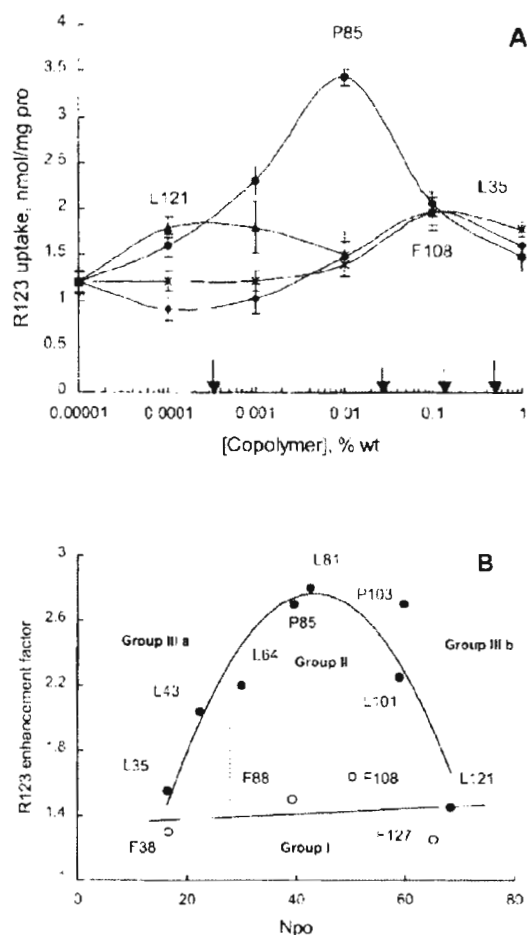 A
P85
R123 uptake, nmol/mg pro
4
3.5
3
2.5
2
1.5
1
0.5
0
L121
L35
F108
0.00001
0.0001
0.001
0.01
0.1
1
[Copolymer], % wt
B
R123 enhancement factor
3
2.6
2.2
1.8
1.4
1
L81
P103
P85
Group III a
Group III b
L64
Group II
L43
L101
L35
F88
F108
L121
F38
F127
Group I
0
20
40
60
80
Npo